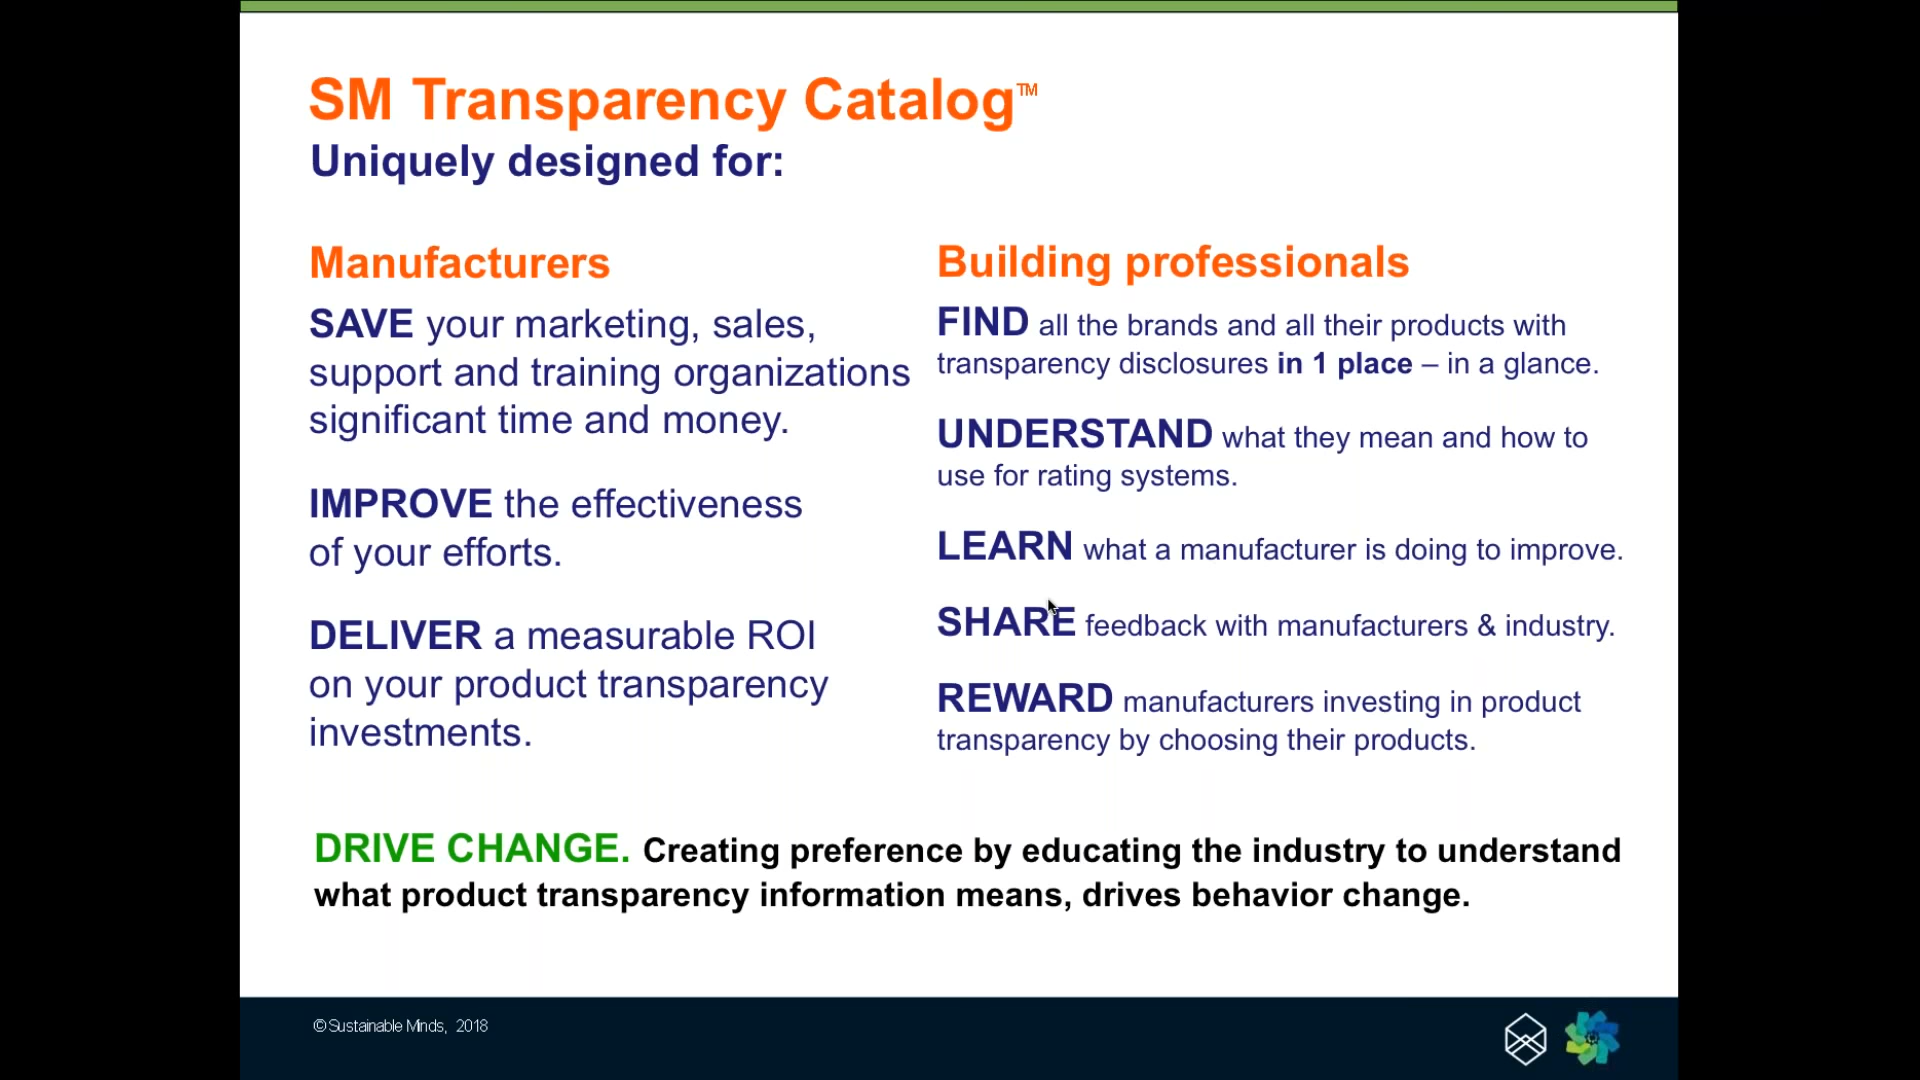 SM Transparency Catalog™
Uniquely designed for:
Manufacturers
SAVE your marketing, sales,
support and training organizations
significant time and money.
IMPROVE the effectiveness
of your efforts.
DELIVER a measurable ROI
on your product transparency
investments.
Building professionals
FIND all the brands and all their products with
transparency disclosures in 1 place – in a glance.
UNDERSTAND what they mean and how to
use for rating systems.
LEARN what a manufacturer is doing to improve.
SHARE feedback with manufacturers & industry.
REWARD manufacturers investing in product
transparency by choosing their products.
DRIVE CHANGE. Creating preference by educating the industry to understand
what product transparency information means, drives behavior change.
© Sustainable Minds, 2018